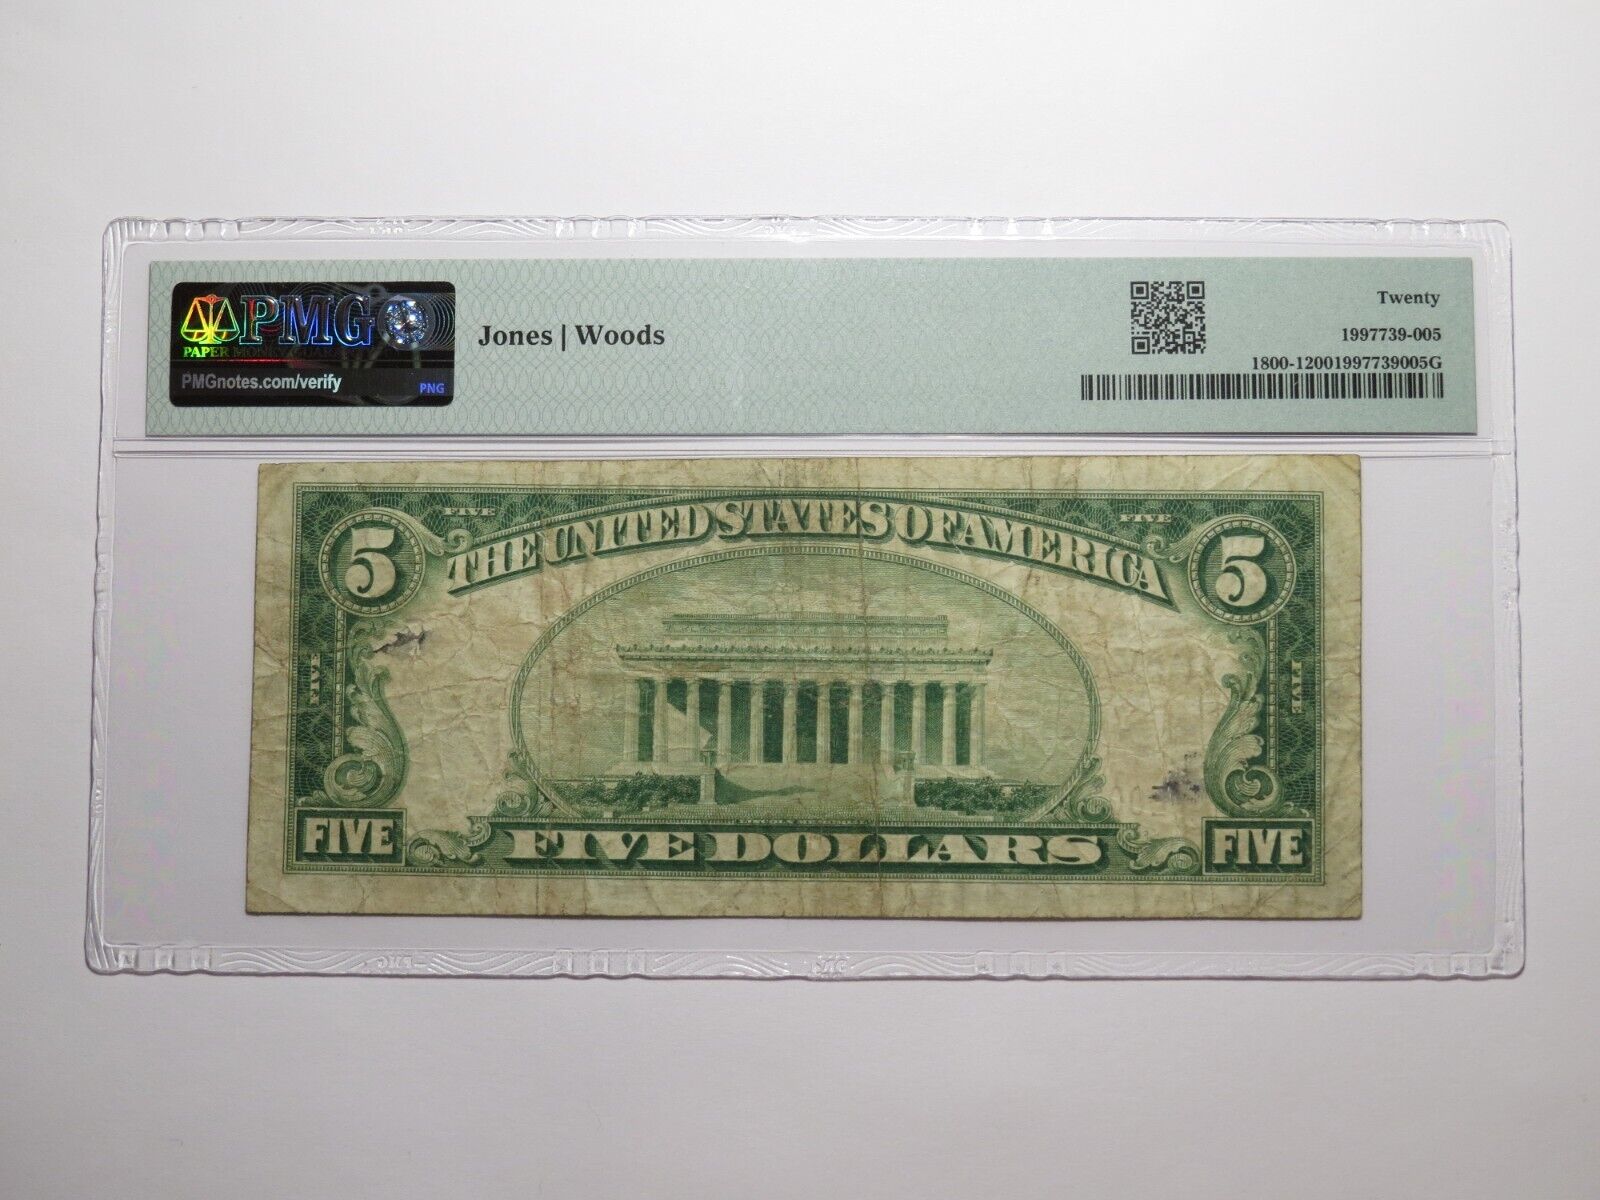 PMG
PAPER MONEY GUARANTY
PMGnotes.com/verify
PNG
Jones | Woods
Twenty
1997739-005
1800-12001997739005G
FIVE
FIVE
5
THE UNITED STATES OF AMERICA
5
FIVE
FIVE
FIVE
FIVE DOLLARS
FIVE